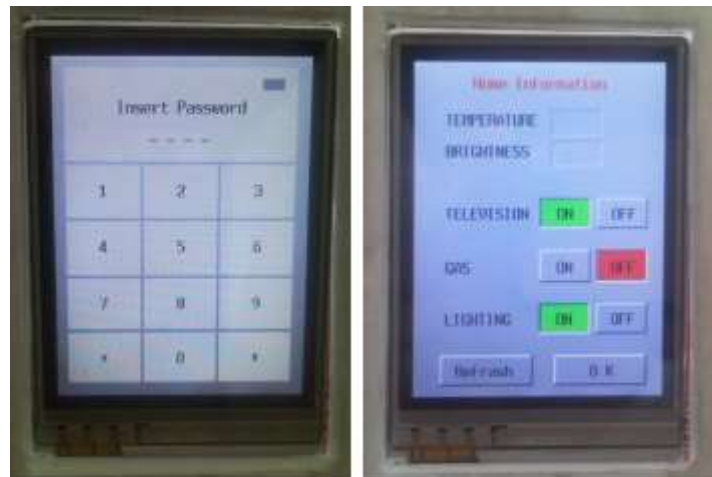 Insert Password
- - - -
1 2 3
4 5 6
7 8 9
0
Home Information
TEMPERATURE
BRIGHTNESS
TELEVISION ON OFF
GAS ON OFF
LIGHTING ON OFF
Refresh O K